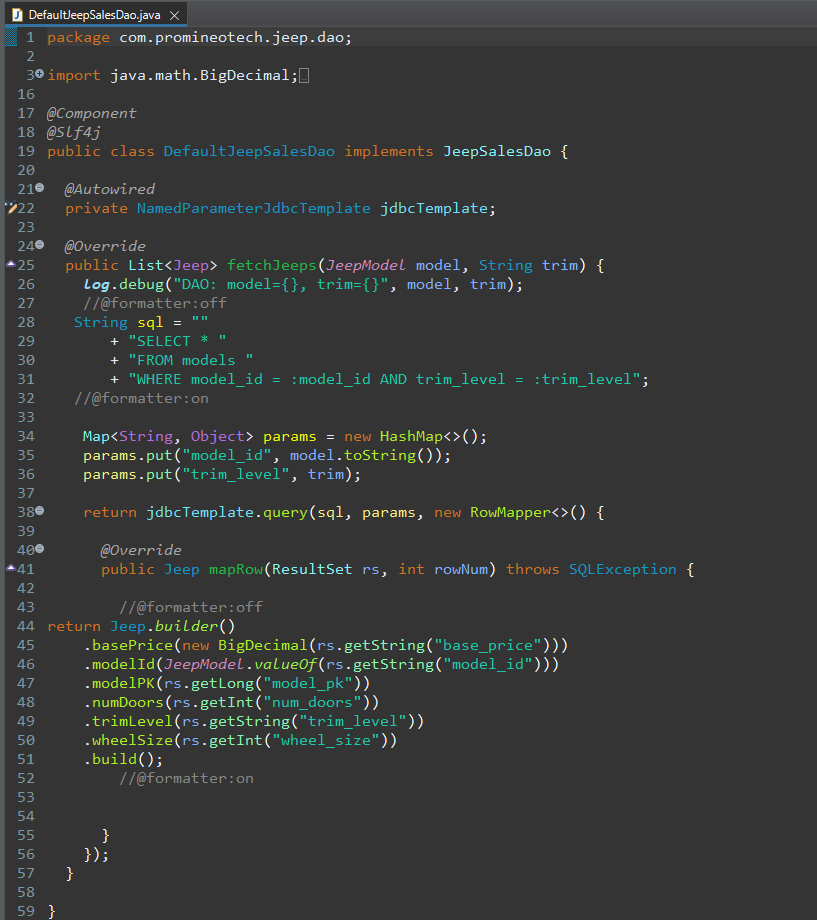 DefaultJeepSalesDao.java
1 package com.promineotech.jeep.dao;
2
3 import java.math.BigDecimal;
16
17 @Component
18 @Slf4j
19 public class DefaultJeepSalesDao implements JeepSalesDao {
20
21   @Autowired
22   private NamedParameterJdbcTemplate jdbcTemplate;
23
24   @Override
25   public List<Jeep> fetchJeeps(JeepModel model, String trim) {
26     log.debug("DAO: model={}, trim={}", model, trim);
27     //@formatter:off
28    String sql = ""
29        + "SELECT * "
30        + "FROM models "
31        + "WHERE model_id = :model_id AND trim_level = :trim_level";
32    //@formatter:on
33
34     Map<String, Object> params = new HashMap<>();
35     params.put("model_id", model.toString());
36     params.put("trim_level", trim);
37
38     return jdbcTemplate.query(sql, params, new RowMapper<>() {
39
40       @Override
41       public Jeep mapRow(ResultSet rs, int rowNum) throws SQLException {
42
43         //@formatter:off
44 return Jeep.builder()
45     .basePrice(new BigDecimal(rs.getString("base_price")))
46     .modelId(JeepModel.valueOf(rs.getString("model_id")))
47     .modelPK(rs.getLong("model_pk"))
48     .numDoors(rs.getInt("num_doors"))
49     .trimLevel(rs.getString("trim_level"))
50     .wheelSize(rs.getInt("wheel_size"))
51     .build();
52         //@formatter:on
53
54
55       }
56     });
57   }
58
59 }